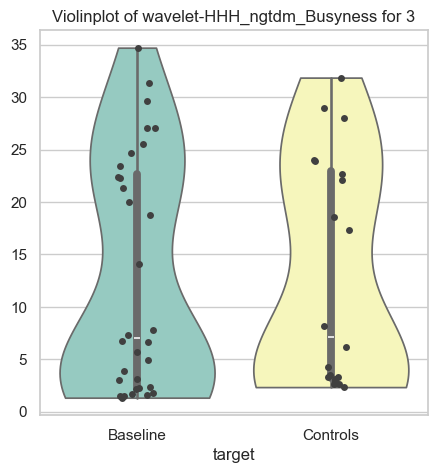 Violinplot of wavelet-HHH_ngtdm_Busyness for 3
35
30
25
20
15
10
5
0
Baseline
Controls
target